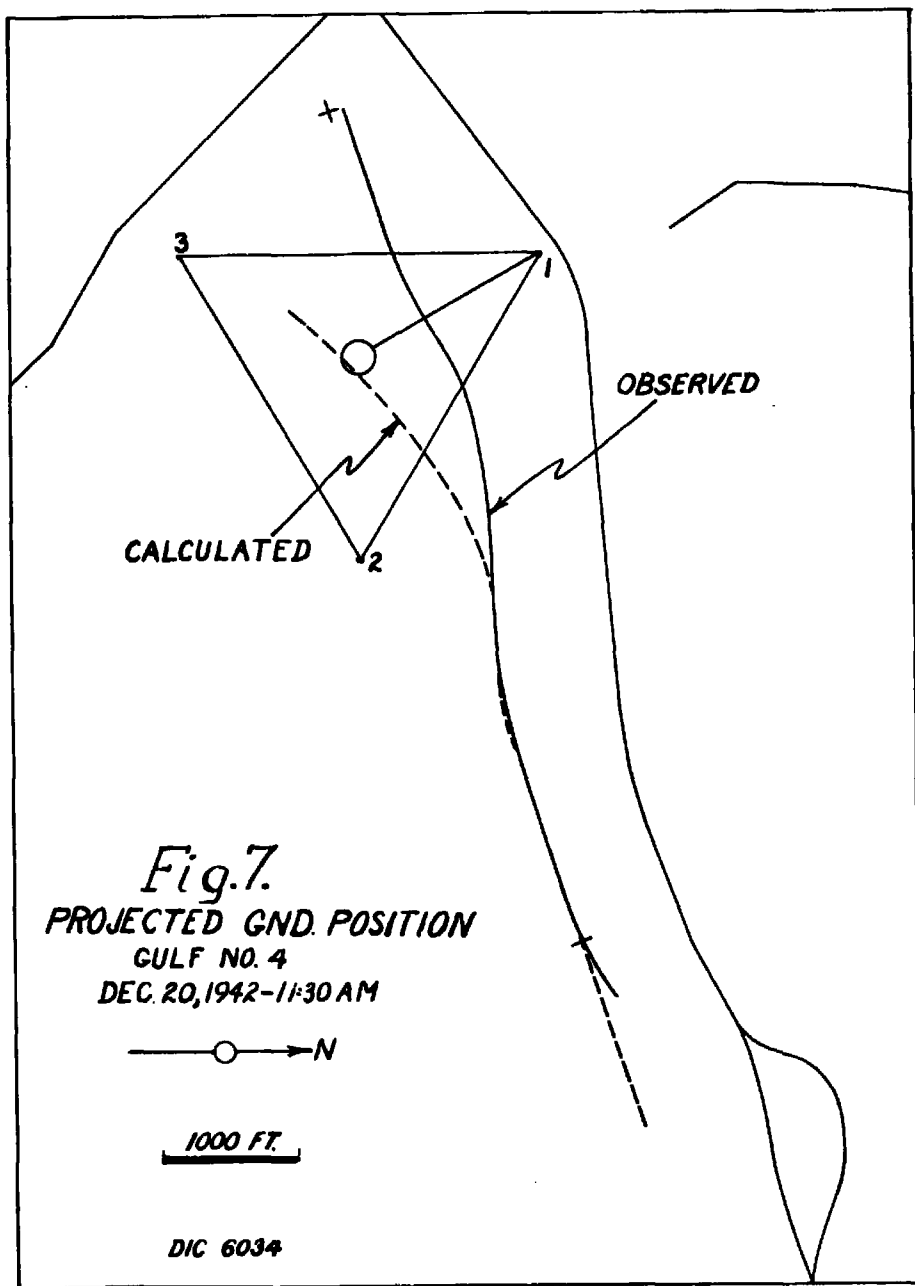 3
1
OBSERVED
CALCULATED
2
Fig.7.
PROJECTED GND. POSITION
GULF NO. 4
DEC. 20, 1942-11:30 AM
N
1000 FT.
DIC 6034